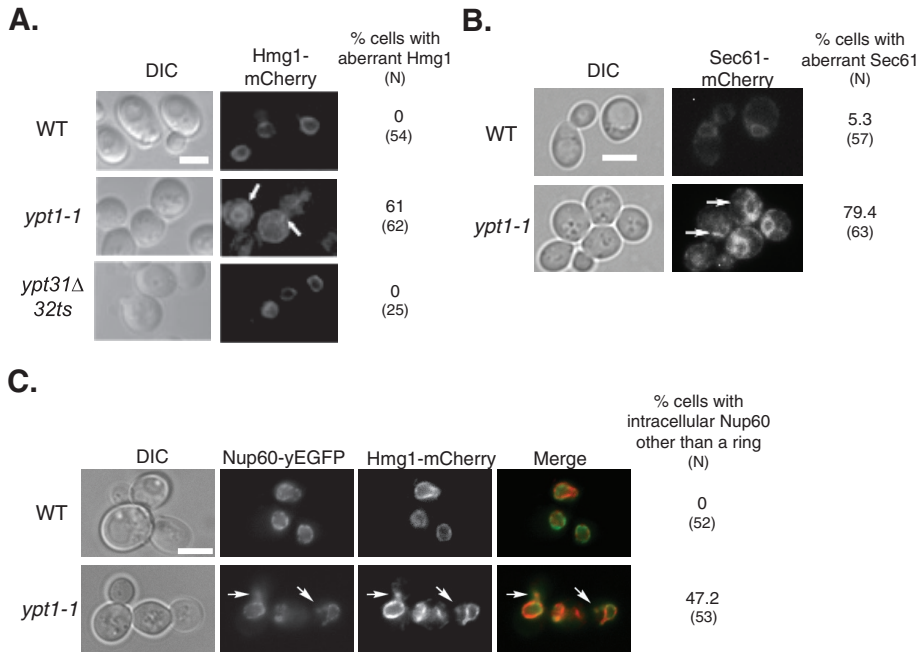 A.
DIC
Hmg1-
mCherry
% cells with
aberrant Hmg1
(N)
WT
0
(54)
ypt1-1
61
(62)
ypt31Δ
32ts
0
(25)
B.
DIC
Sec61-
mCherry
% cells with
aberrant Sec61
(N)
WT
5.3
(57)
ypt1-1
79.4
(63)
C.
DIC
Nup60-yEGFP
Hmg1-mCherry
Merge
% cells with
intracellular Nup60
other than a ring
(N)
WT
0
(52)
ypt1-1
47.2
(53)